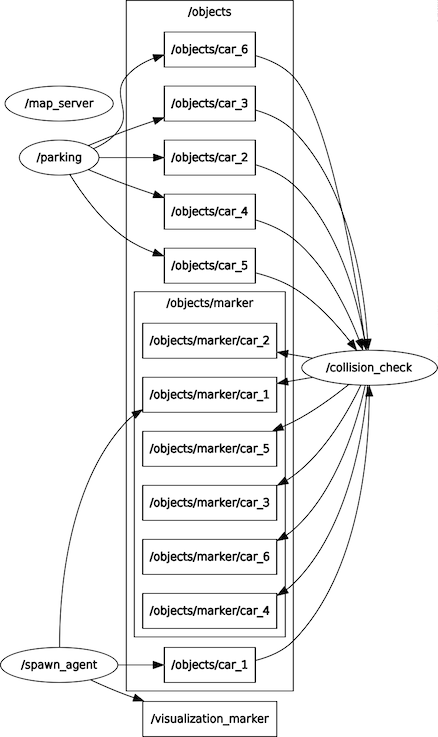 /objects
/objects/car_6
/map_server
/objects/car_3
/parking
/objects/car_2
/objects/car_4
/objects/car_5
/objects/marker
/objects/marker/car_2
/collision_check
/objects/marker/car_1
/objects/marker/car_5
/objects/marker/car_3
/objects/marker/car_6
/objects/marker/car_4
/spawn_agent
/objects/car_1
/visualization_marker